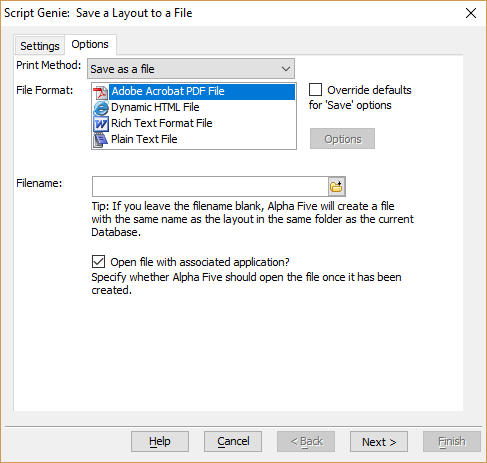 Script Genie:  Save a Layout to a File
Settings
Options
Print Method:
Save as a file
File Format:
Adobe Acrobat PDF File
Dynamic HTML File
Rich Text Format File
Plain Text File
Override defaults
for 'Save' options
Options
Filename:
Tip: If you leave the filename blank, Alpha Five will create a file
with the same name as the layout in the same folder as the current
Database.
Open file with associated application?
Specify whether Alpha Five should open the file once it has been
created.
Help
Cancel
< Back
Next >
Finish